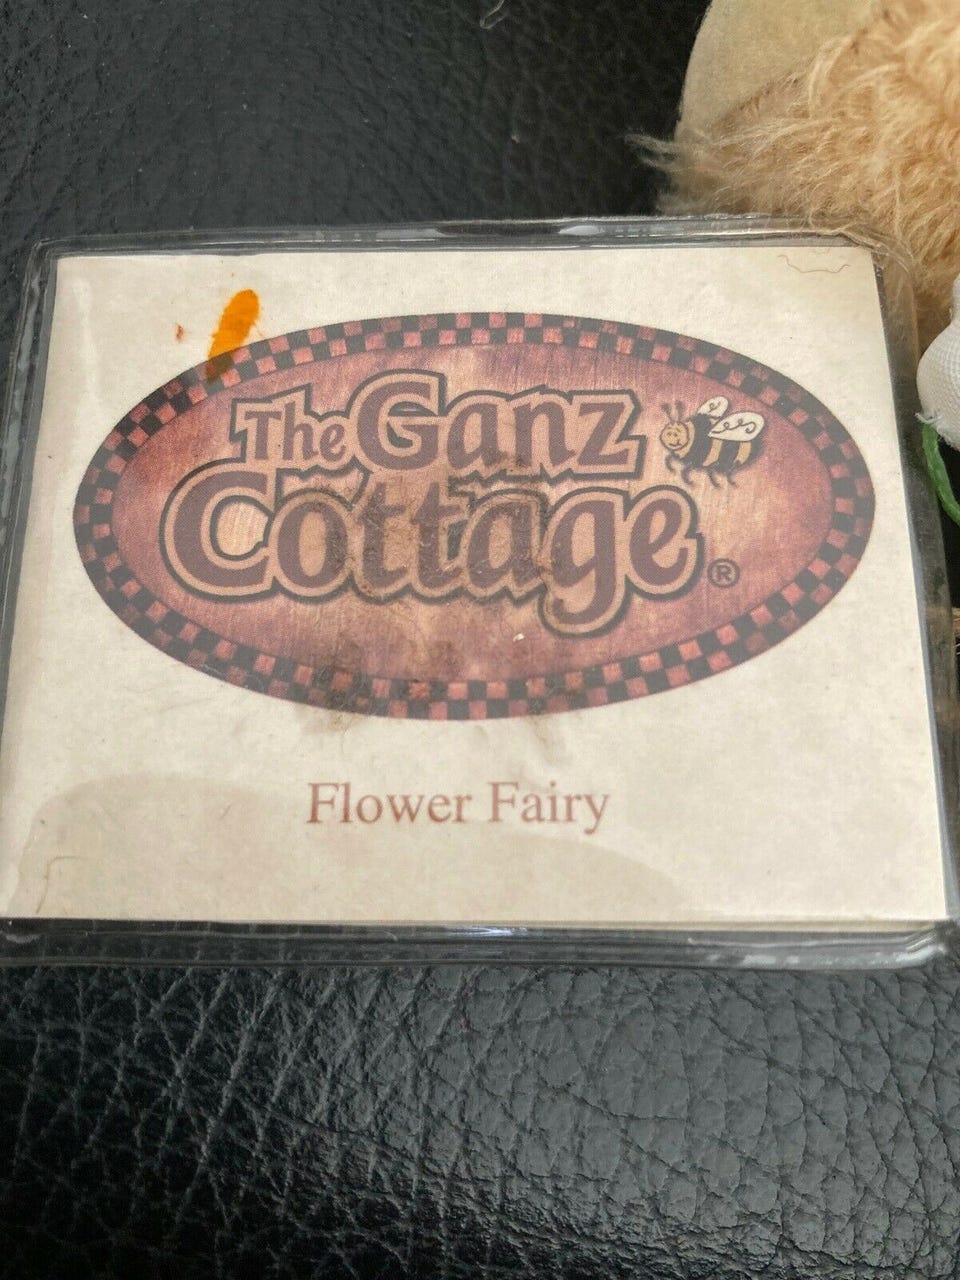 The Ganz
Cottage®
Flower Fairy